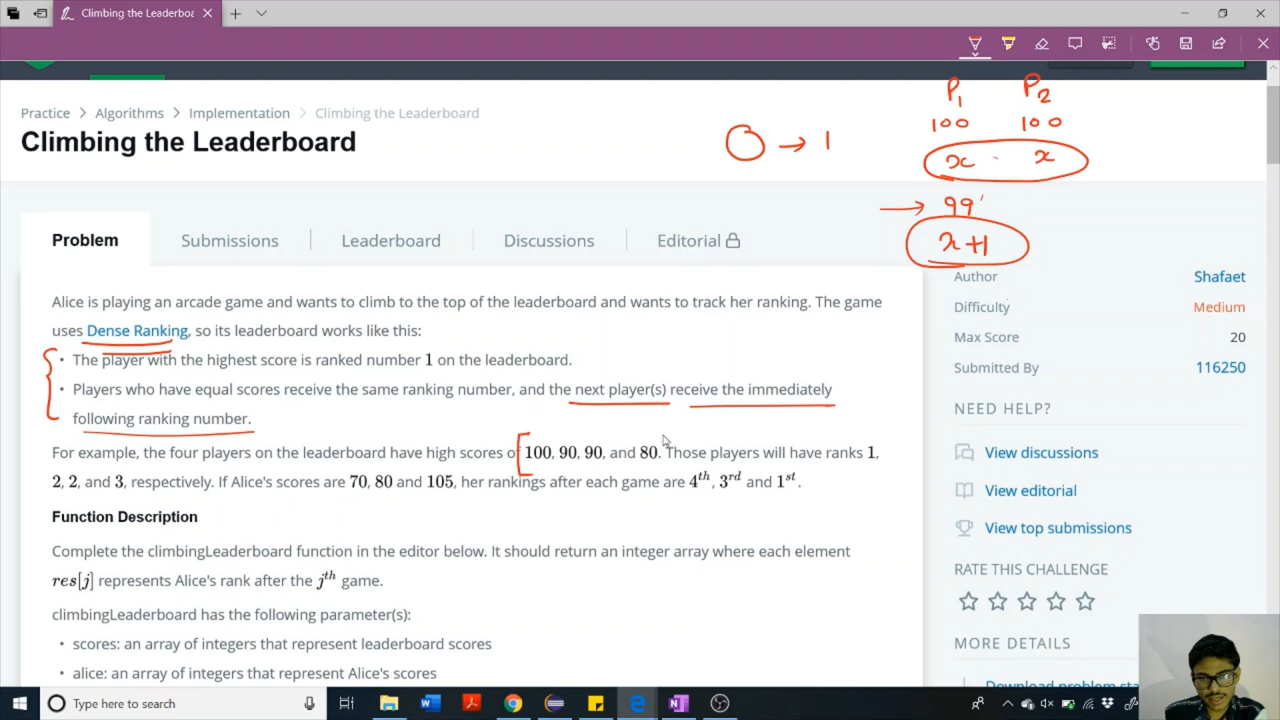 Climbing the Leaderboa
P1 P2
100 100
x x
→ 99
x+1
O → 1
Practice > Algorithms > Implementation > Climbing the Leaderboard
Climbing the Leaderboard
Problem Submissions Leaderboard Discussions Editorial
Alice is playing an arcade game and wants to climb to the top of the leaderboard and wants to track her ranking. The game
uses Dense Ranking, so its leaderboard works like this:
• The player with the highest score is ranked number 1 on the leaderboard.
• Players who have equal scores receive the same ranking number, and the next player(s) receive the immediately
following ranking number.
For example, the four players on the leaderboard have high scores of 100, 90, 90, and 80. Those players will have ranks 1,
2, 2, and 3, respectively. If Alice's scores are 70, 80 and 105, her rankings after each game are 4th, 3rd and 1st.
Function Description
Complete the climbingLeaderboard function in the editor below. It should return an integer array where each element
res[j] represents Alice's rank after the jth game.
climbingLeaderboard has the following parameter(s):
• scores: an array of integers that represent leaderboard scores
• alice: an array of integers that represent Alice's scores
Author Shafaet
Difficulty Medium
Max Score 20
Submitted By 116250
NEED HELP?
View discussions
View editorial
View top submissions
RATE THIS CHALLENGE
MORE DETAILS
Download problem sta
Type here to search